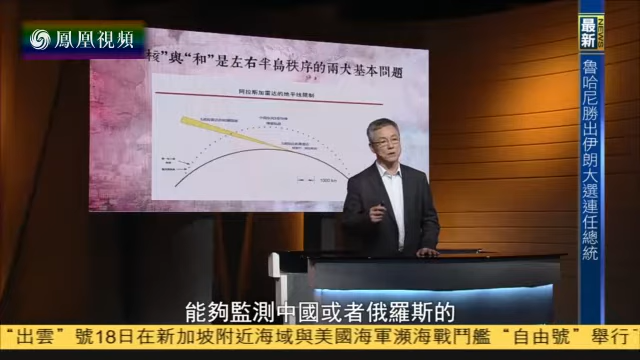 鳳凰視頻
核”與“和”是左右半島秩序的兩大基本問題
阿拉斯加雷达的地平线限制
最新
魯哈尼勝出伊朗大選連任總統
能夠監測中國或者俄羅斯的
“出雲”號18日在新加坡附近海域與美國海軍瀕海戰鬥艦“自由號”舉行